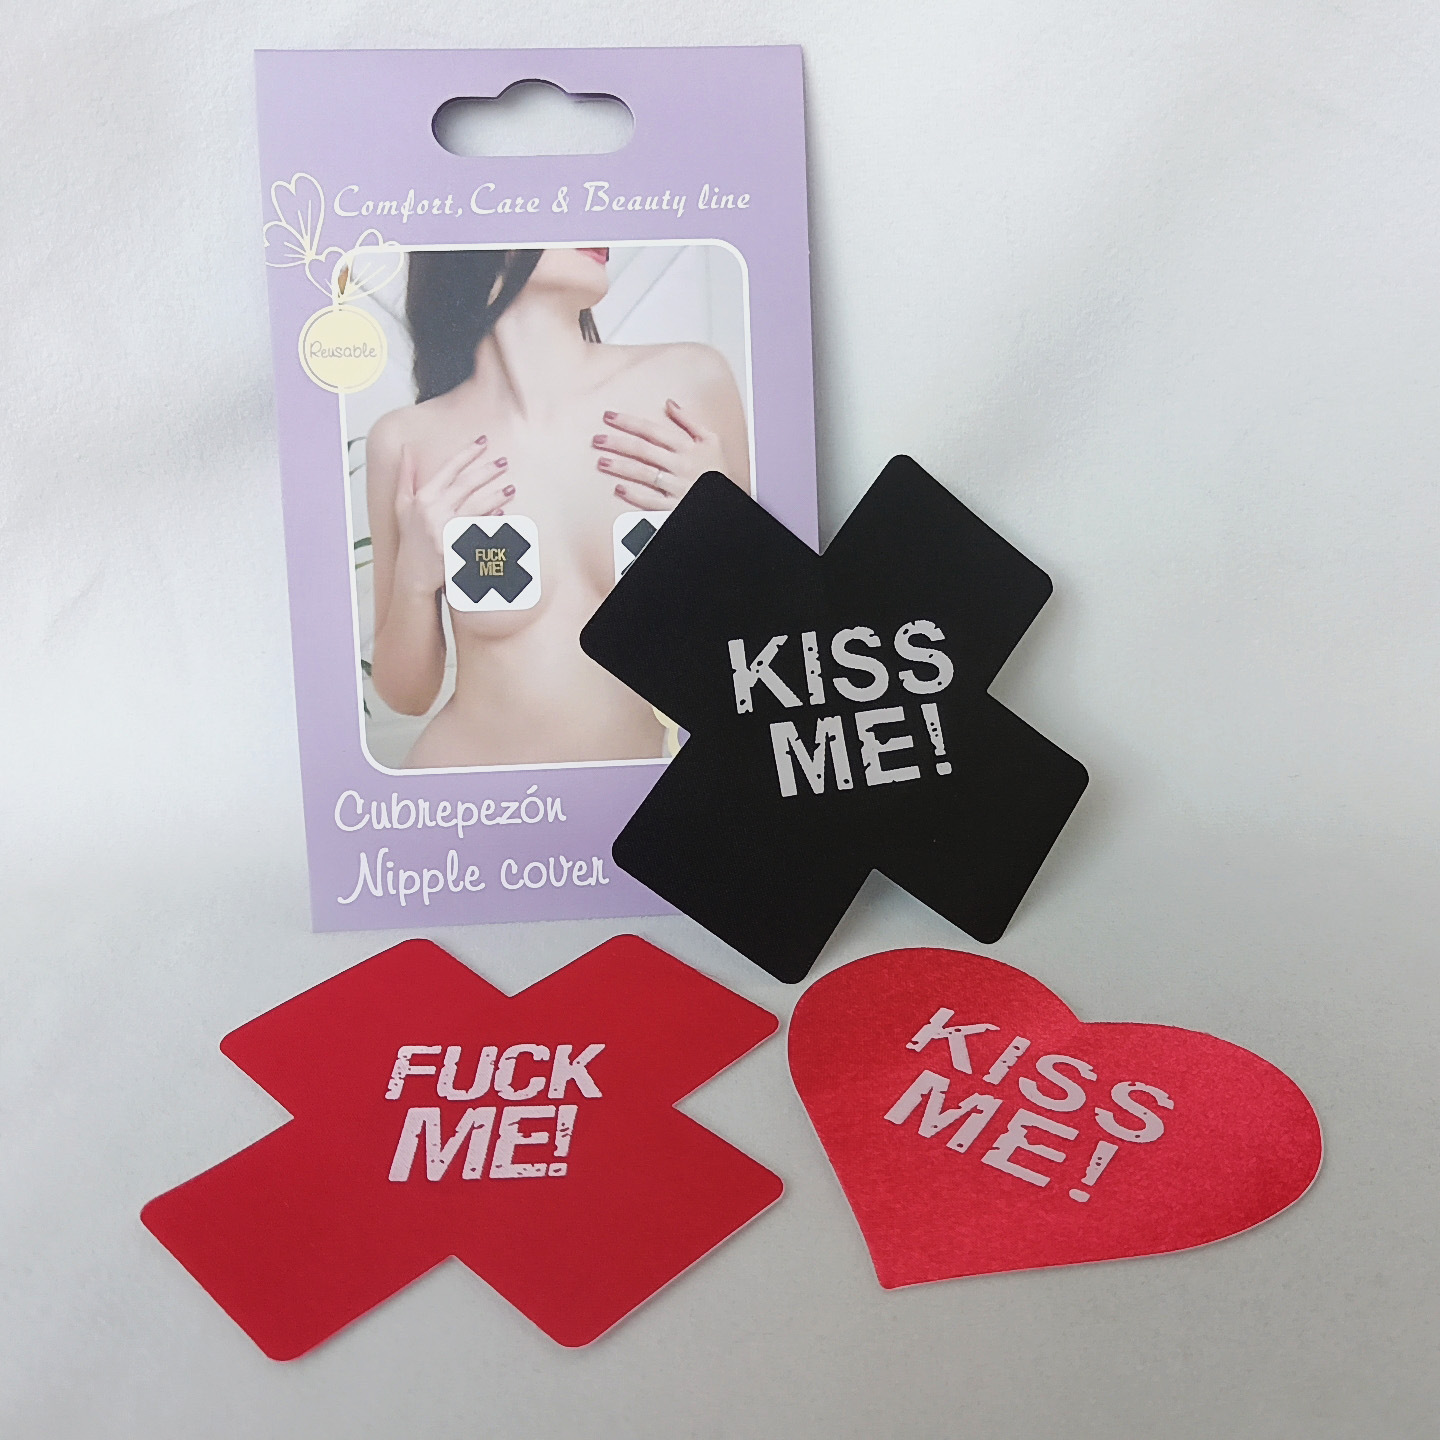 Comfort, Care & Beauty line
Reusable
FUCK
ME!
Cubrepezón
Nipple cover
KISS
ME!
FUCK
ME!
KISS
ME!